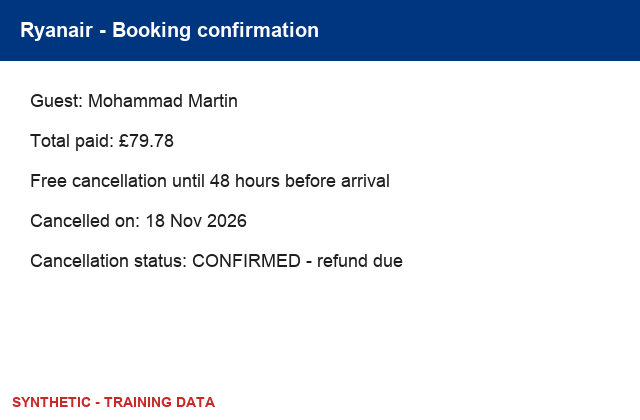 Ryanair - Booking confirmation
Guest: Mohammad Martin
Total paid: £79.78
Free cancellation until 48 hours before arrival
Cancelled on: 18 Nov 2026
Cancellation status: CONFIRMED - refund due
SYNTHETIC - TRAINING DATA